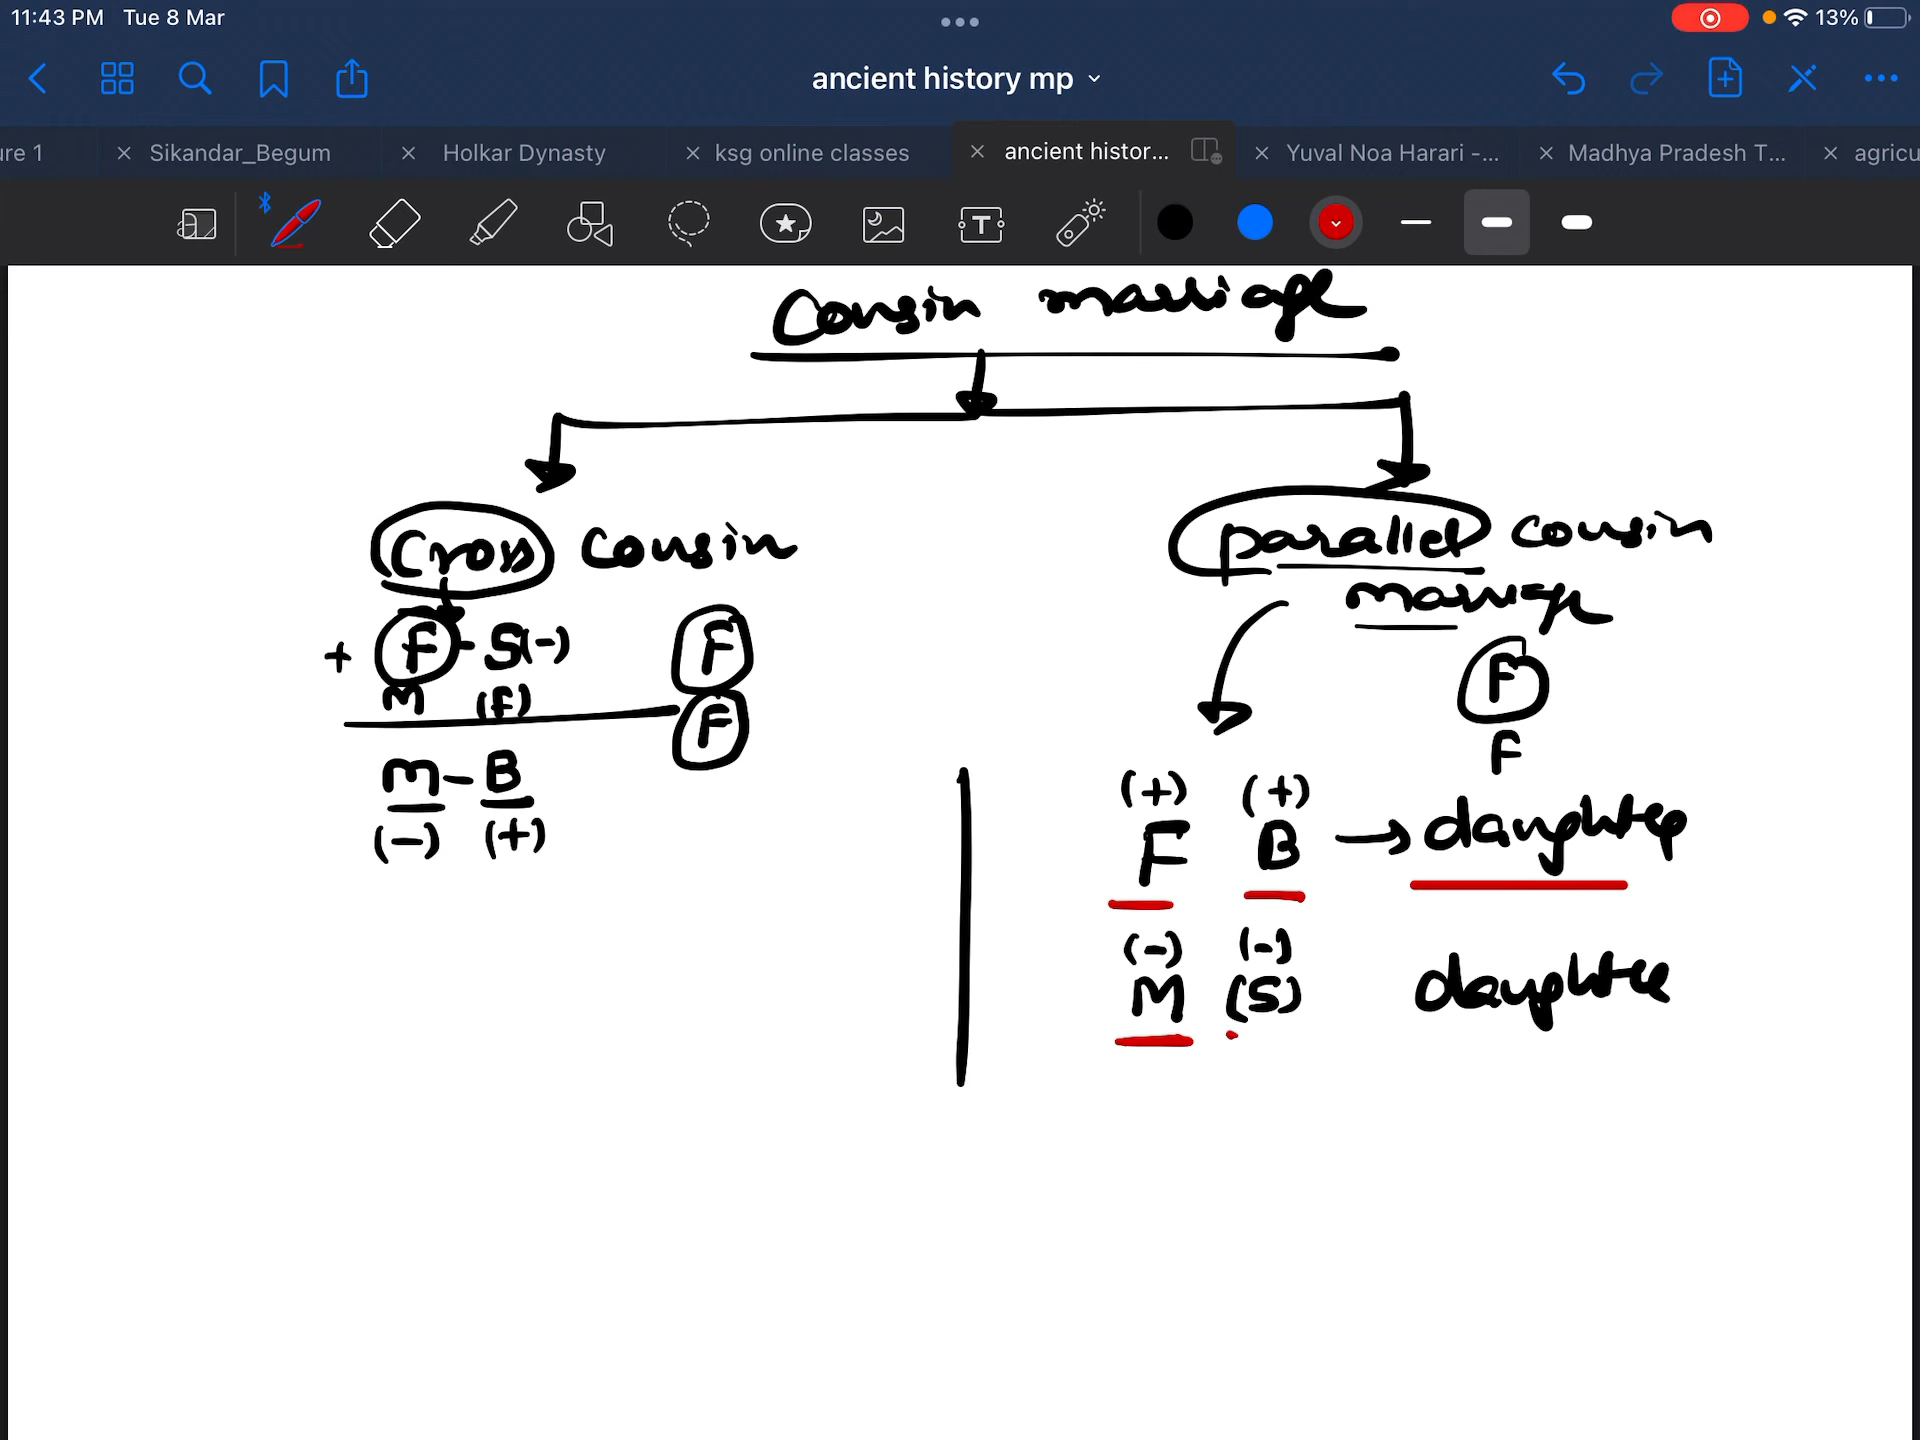 11:43 PM Tue 8 Mar
13%
ancient history mp
re 1
Sikandar_Begum
Holkar Dynasty
ksg online classes
ancient histor...
Yuval Noa Harari -...
Madhya Pradesh T...
agricu
Cousin marriage
Cross cousin
parallel cousin
marriage
+ F - S(-)
M (f)
F
F
M - B
(-) (+)
F
F
(+) (+)
F B → daughter
(-) (-)
M (S) daughter